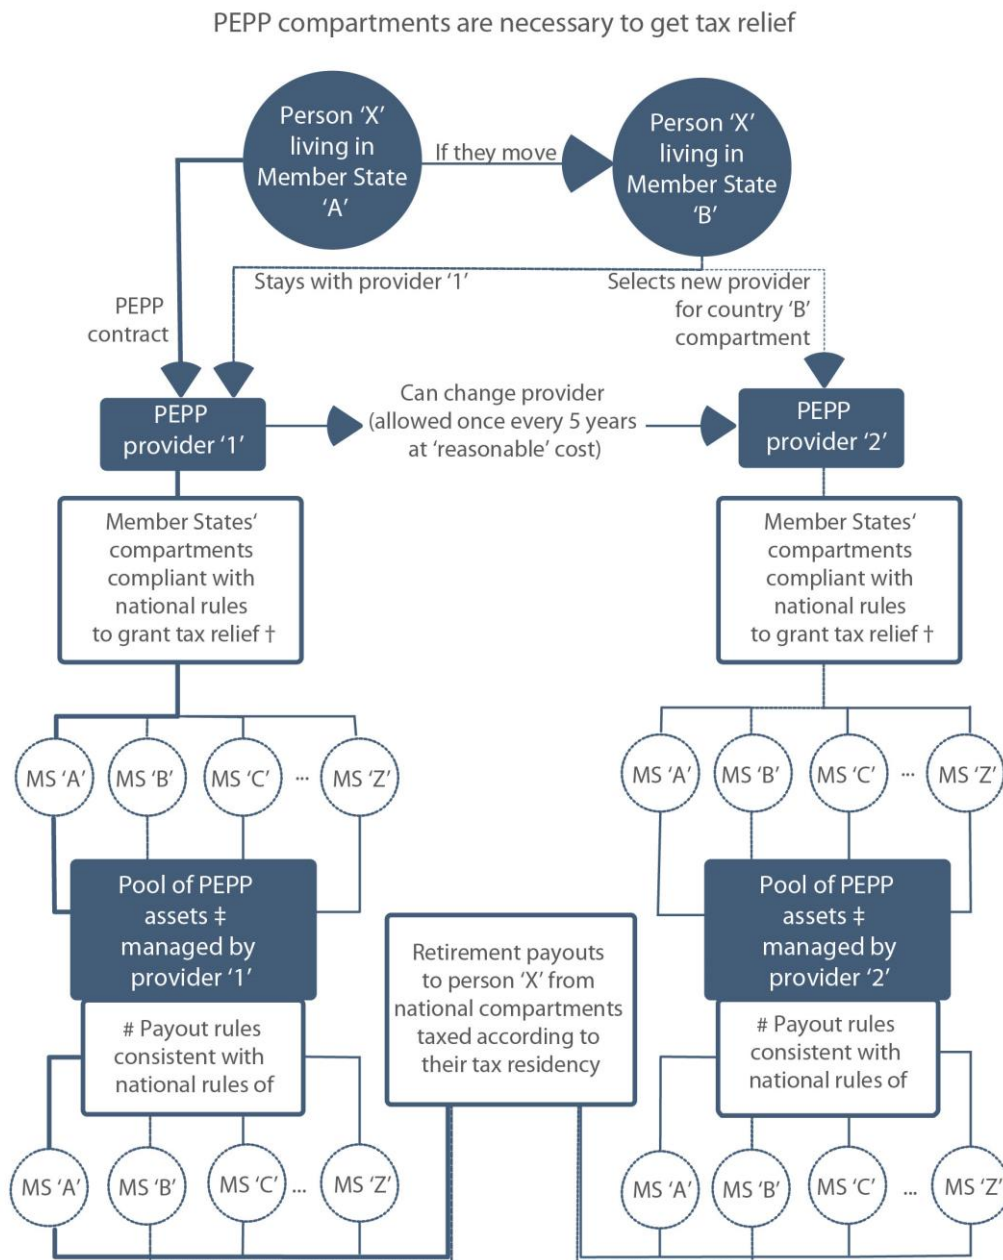 PEPP compartments are necessary to get tax relief
Person ‘X’
living in
Member State
‘A’
If they move
Person ‘X’
living in
Member State
‘B’
Stays with provider ‘1’
Selects new provider
for country ‘B’
compartment
PEPP
contract
PEPP
provider ‘1’
Can change provider
(allowed once every 5 years
at ‘reasonable’ cost)
PEPP
provider ‘2’
Member States‘
compartments
compliant with
national rules
to grant tax relief †
Member States‘
compartments
compliant with
national rules
to grant tax relief †
MS ‘A’ MS ‘B’ MS ‘C’ ... MS ‘Z’
MS ‘A’ MS ‘B’ MS ‘C’ ... MS ‘Z’
Pool of PEPP
assets ‡
managed by
provider ‘1’
Pool of PEPP
assets ‡
managed by
provider ‘2’
Retirement payouts
to person ‘X’ from
national compartments
taxed according to
their tax residency
# Payout rules
consistent with
national rules of
# Payout rules
consistent with
national rules of
MS ‘A’ MS ‘B’ MS ‘C’ ... MS ‘Z’
MS ‘A’ MS ‘B’ MS ‘C’ ... MS ‘Z’